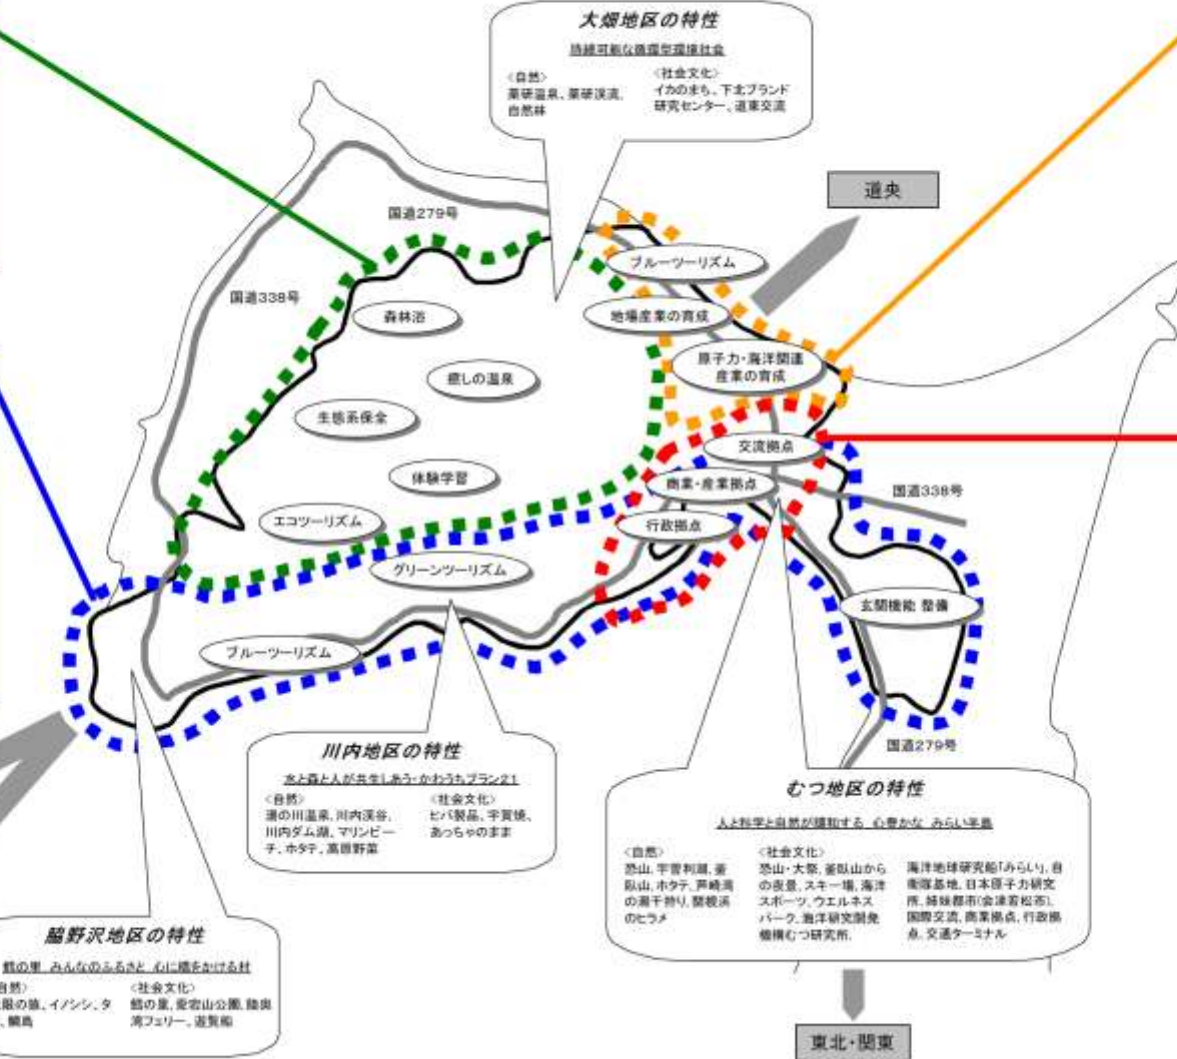 大畑地区の特性
持続可能な循環型環境社会
〈自然〉
薬研温泉、薬研渓流、
自然林
〈社会文化〉
イカのまち、下北ブランド
研究センター、道東交流
道央
国道279号
国道338号
ブルーツーリズム
地場産業の育成
森林浴
原子力・海洋関連
産業の育成
癒しの温泉
生態系保全
交流拠点
体験学習
商業・産業拠点
国道338号
エコツーリズム
行政拠点
グリーンツーリズム
玄関機能 整備
ブルーツーリズム
国道279号
川内地区の特性
水と森と人が共生しあう・かわうちプラン21
〈自然〉
湯の川温泉、川内渓谷、
川内ダム湖、マリンビー
チ、ホタテ、高原野菜
〈社会文化〉
ヒバ製品、宇賀焼、
あっちゃのまま
むつ地区の特性
人と科学と自然が調和する 心豊かな みらい半島
〈自然〉
恐山、宇曽利湖、釜
臥山、ホタテ、芦崎湾
の潮干狩り、関根浜
のヒラメ
〈社会文化〉
恐山・大祭、釜臥山から
の夜景、スキー場、海洋
スポーツ、ウエルネス
パーク、海洋研究開発
機構むつ研究所、
海洋地球研究船「みらい」、自
衛隊基地、日本原子力研究
所、姉妹都市(会津若松市)、
国際交流、商業拠点、行政拠
点、交通ターミナル
脇野沢地区の特性
鱈の里 みんなのふるさと 心に橋をかける村
自然〉
限の猿、イノシシ、タ
、鯛島
〈社会文化〉
鱈の里、愛宕山公園、陸奥
湾フェリー、遊覧船
東北・関東